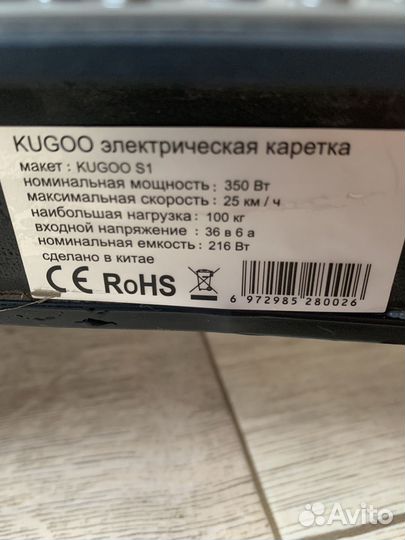 KUGOO электрическая каретка
макет : KUGOO S1
номинальная мощность : 350 Вт
максимальная скорость : 25 км / ч
наибольшая нагрузка : 100 кг
входной напряжение : 36 в 6 а
номинальная емкость : 216 Вт
сделано в китае
CE RoHS
6 972985 280026
Avito